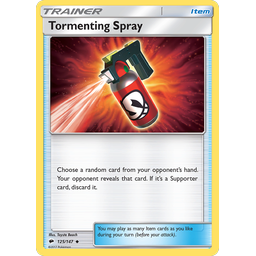 TRAINER
Item
Tormenting Spray
Choose a random card from your opponent's hand.
Your opponent reveals that card. If it's a Supporter
card, discard it.
Illus. Toyste Beach
125/147
You may play as many Item cards as you like
during your turn (before your attack).